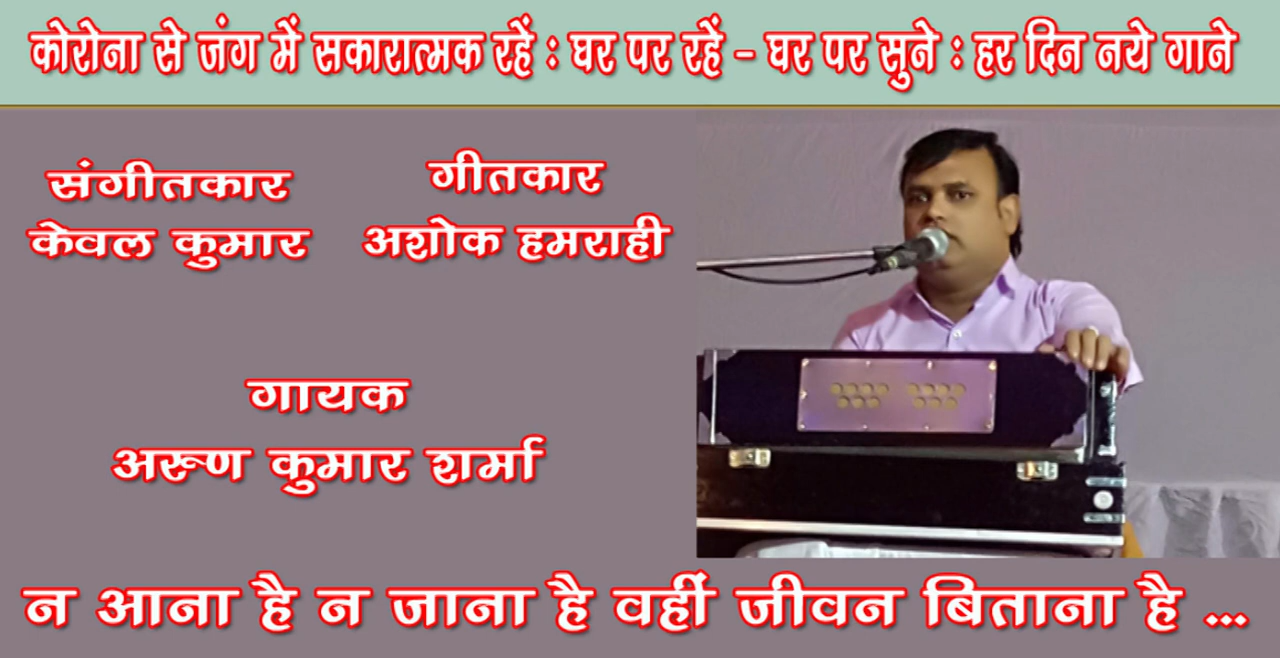 कोरोना से जंग में सकारात्मक रहें : घर पर रहें - घर पर सुने : हर दिन नये गाने
संगीतकार
केवल कुमार
गीतकार
अशोक हमराही
गायक
अरूण कुमार शर्मा
न आना है न जाना है वहीं जीवन बिताना है ...